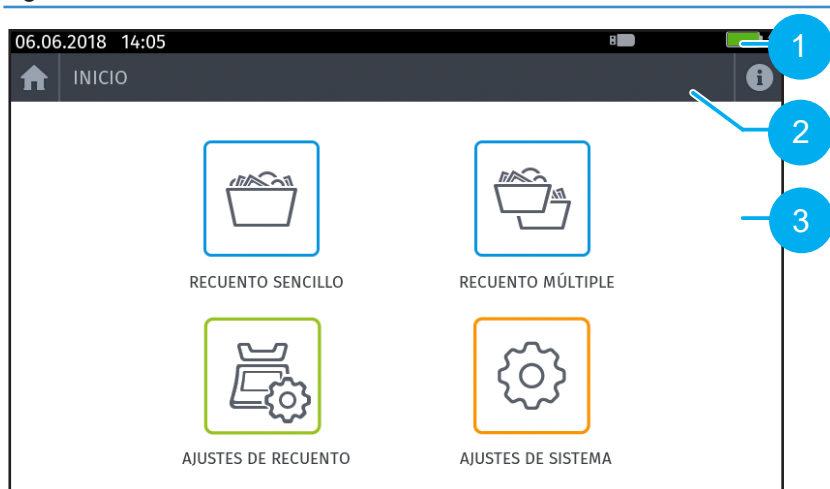 06.06.2018 14:05
1
INICIO
2
3
RECUENTO SENCILLO RECUENTO MÚLTIPLE
AJUSTES DE RECUENTO AJUSTES DE SISTEMA